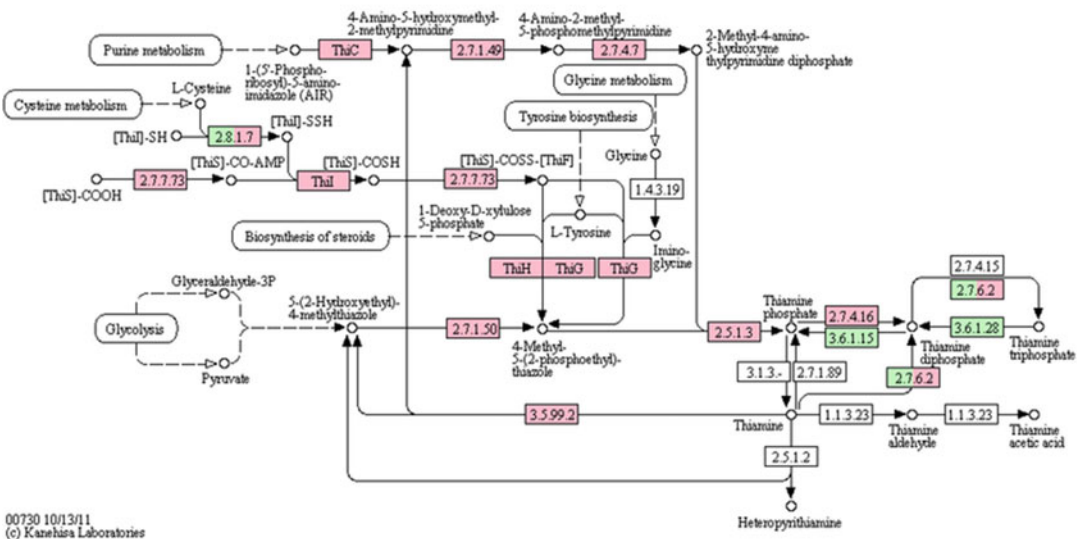 4-Amino-5-hydroxymethyl-
2-methylpyrimidine
4-Amino-2-methyl-
5-phosphomethylpyrimidine
2-Methyl-4-amino-
5-hydroxyme
thylpyrimidine diphosphate
Purine metabolism
ThiC
2.7.1.49
2.7.4.7
1-(5'-Phospho-
ribosyl)-5-amino-
imidazole (AIR)
Glycine metabolism
L-Cysteine
Cysteine metabolism
Tyrosine biosynthesis
[ThiI]-SH
2.8.1.7
[ThiI]-SSH
Glycine
[ThiS]-COOH
2.7.7.73
[ThiS]-CO-AMP
ThiI
[ThiS]-COSH
2.7.7.73
[ThiS]-COSS-[ThiF]
1.4.3.19
1-Deoxy-D-xylulose
5-phosphate
Biosynthesis of steroids
L-Tyrosine
Imino-
glycine
ThiH
ThiG
ThiG
2.7.4.15
2.7.6.2
Glyceraldehyde-3P
Glycolysis
Pyruvate
5-(2-Hydroxyethyl)-
4-methylthiazole
2.7.1.50
4-Methyl-
5-(2-phosphoethyl)-
thiazole
2.5.1.3
Thiamine
phosphate
2.7.4.16
3.6.1.15
Thiamine
diphosphate
3.6.1.28
Thiamine
triphosphate
3.1.3.-
2.7.1.89
2.7.6.2
3.5.99.2
Thiamine
1.1.3.23
Thiamine
aldehyde
1.1.3.23
Thiamine
acetic acid
2.5.1.2
Heteropyrithiamine
00730 10/13/11
(c) Kanehisa Laboratories